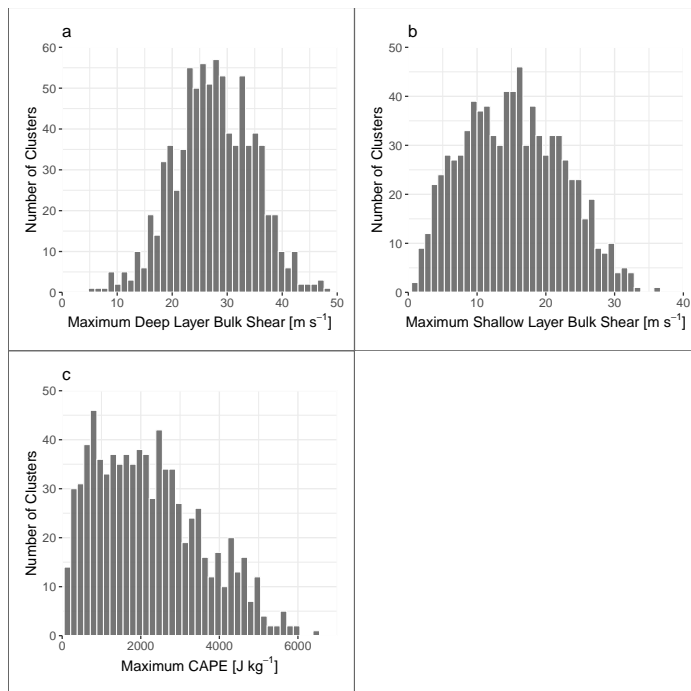 a
60
50
40
30
20
10
0
Number of Clusters
0 10 20 30 40 50
Maximum Deep Layer Bulk Shear [m s⁻¹]
b
50
40
30
20
10
0
Number of Clusters
0 10 20 30 40
Maximum Shallow Layer Bulk Shear [m s⁻¹]
c
50
40
30
20
10
0
Number of Clusters
0 2000 4000 6000
Maximum CAPE [J kg⁻¹]